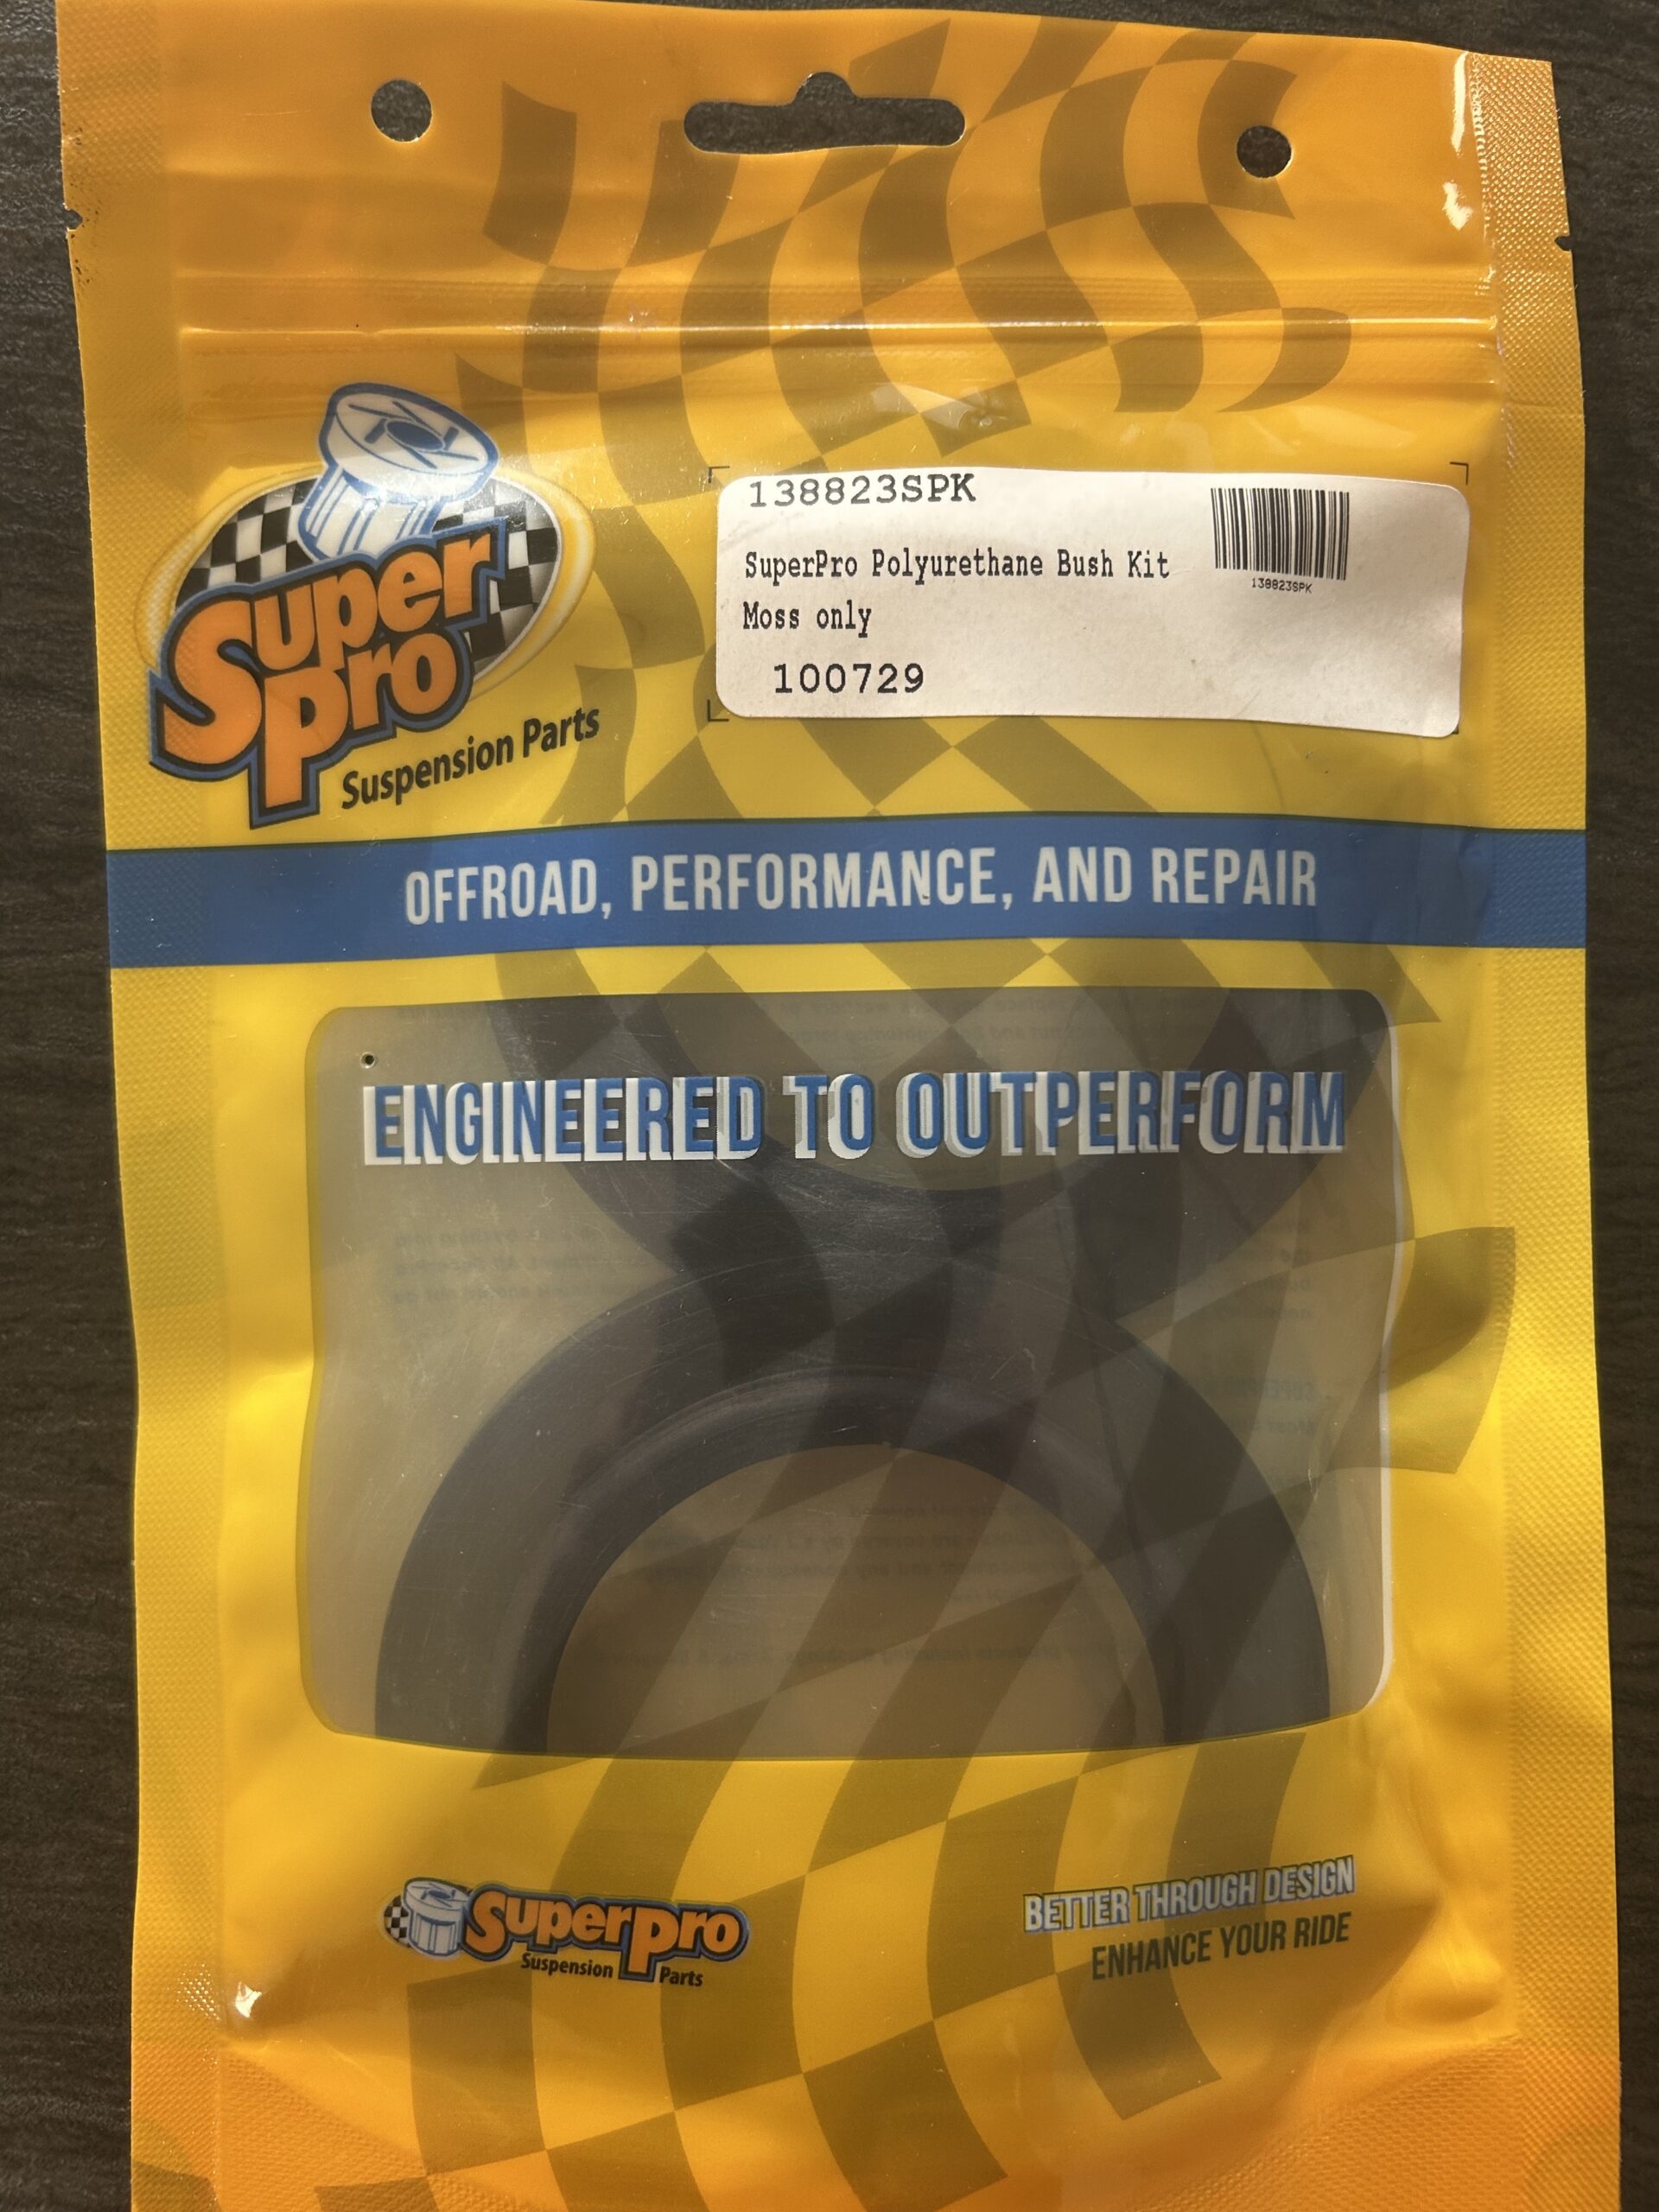 Super
Pro
Suspension Parts
138823SPK
138823SPK
SuperPro Polyurethane Bush Kit
Moss only
100729
OFFROAD, PERFORMANCE, AND REPAIR
ENGINEERED TO OUTPERFORM
SuperPro
Suspension Parts
BETTER THROUGH DESIGN
ENHANCE YOUR RIDE